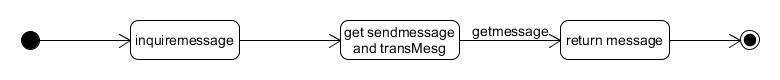 inquiremessage
get sendmessage
and transMesg
getmessage
return message